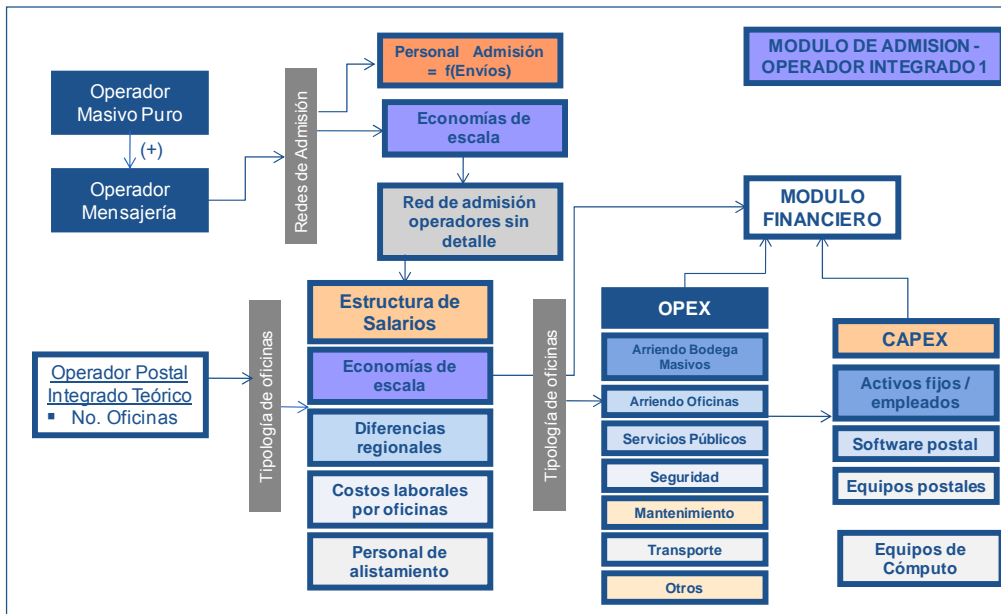 MODULO DE ADMISION -
OPERADOR INTEGRADO 1
Personal Admisión
= f(Envíos)
Operador
Masivo Puro
(+)
Operador
Mensajería
Redes de Admisión
Economías de
escala
Red de admisión
operadores sin
detalle
MODULO
FINANCIERO
Operador Postal
Integrado Teórico
▪ No. Oficinas
Tipología de oficinas
Estructura de
Salarios
Economías de
escala
Diferencias
regionales
Costos laborales
por oficinas
Personal de
alistamiento
Tipología de oficinas
OPEX
Arriendo Bodega
Masivos
Arriendo Oficinas
Servicios Públicos
Seguridad
Mantenimiento
Transporte
Otros
CAPEX
Activos fijos /
empleados
Software postal
Equipos postales
Equipos de
Cómputo